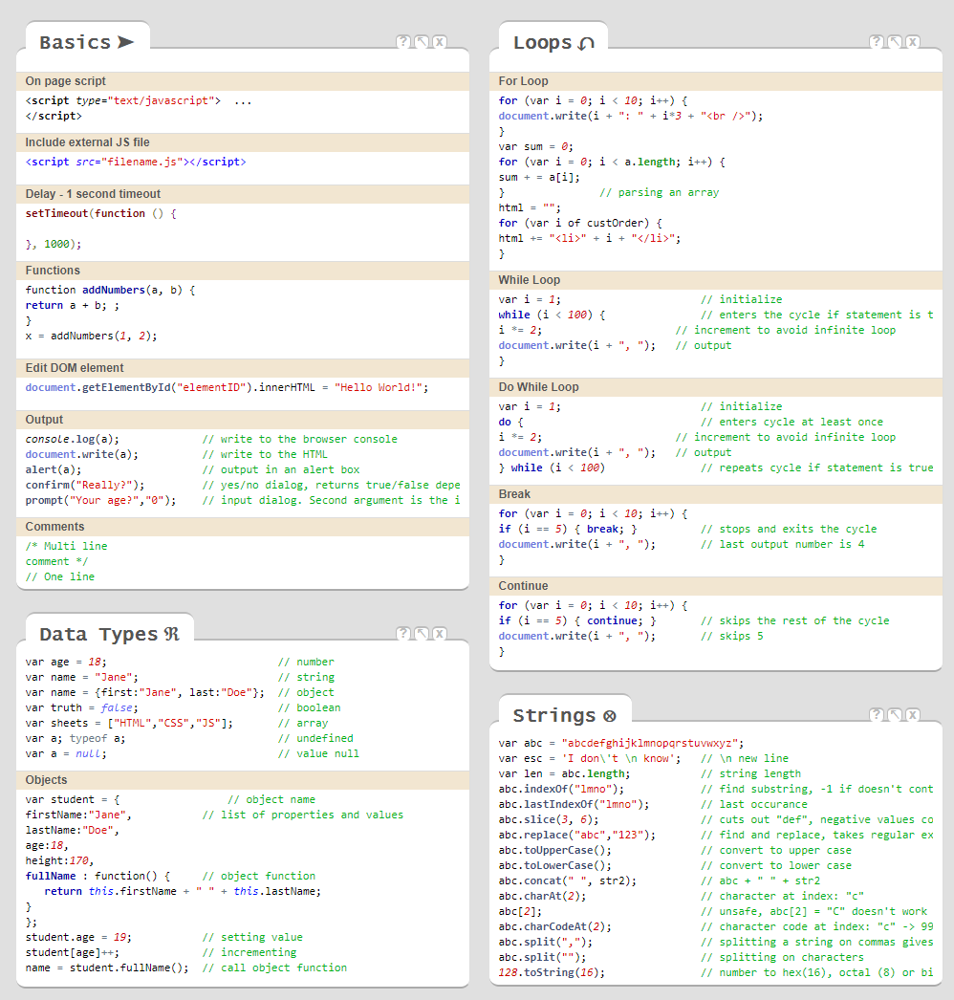 Basics ➤
? ↖ x
On page script
<script type="text/javascript">  ...
</script>
Include external JS file
<script src="filename.js"></script>
Delay - 1 second timeout
setTimeout(function () {
}, 1000);
Functions
function addNumbers(a, b) {
return a + b; ;
}
x = addNumbers(1, 2);
Edit DOM element
document.getElementById("elementID").innerHTML = "Hello World!";
Output
console.log(a);             // write to the browser console
document.write(a);          // write to the HTML
alert(a);                   // output in an alert box
confirm("Really?");         // yes/no dialog, returns true/false depe
prompt("Your age?","0");    // input dialog. Second argument is the i
Comments
/* Multi line
comment */
// One line
Data Types ℜ
? ↖ x
var age = 18;                           // number
var name = "Jane";                      // string
var name = {first:"Jane", last:"Doe"};  // object
var truth = false;                      // boolean
var sheets = ["HTML","CSS","JS"];       // array
var a; typeof a;                        // undefined
var a = null;                           // value null
Objects
var student = {                 // object name
firstName:"Jane",           // list of properties and values
lastName:"Doe",
age:18,
height:170,
fullName : function() {     // object function
   return this.firstName + " " + this.lastName;
}
};
student.age = 19;           // setting value
student[age]++;             // incrementing
name = student.fullName();  // call object function
Loops
? ↖ x
For Loop
for (var i = 0; i < 10; i++) {
document.write(i + ": " + i*3 + "<br />");
}
var sum = 0;
for (var i = 0; i < a.length; i++) {
sum + = a[i];
}               // parsing an array
html = "";
for (var i of custOrder) {
html += "<li>" + i + "</li>";
}
While Loop
var i = 1;                      // initialize
while (i < 100) {               // enters the cycle if statement is t
i *= 2;                     // increment to avoid infinite loop
document.write(i + ", ");   // output
}
Do While Loop
var i = 1;                      // initialize
do {                            // enters cycle at least once
i *= 2;                     // increment to avoid infinite loop
document.write(i + ", ");   // output
} while (i < 100)               // repeats cycle if statement is true
Break
for (var i = 0; i < 10; i++) {
if (i == 5) { break; }          // stops and exits the cycle
document.write(i + ", ");       // last output number is 4
}
Continue
for (var i = 0; i < 10; i++) {
if (i == 5) { continue; }       // skips the rest of the cycle
document.write(i + ", ");       // skips 5
}
Strings ⊗
? ↖ x
var abc = "abcdefghijklmnopqrstuvwxyz";
var esc = 'I don\'t \n know';   // \n new line
var len = abc.length;           // string length
abc.indexOf("lmno");            // find substring, -1 if doesn't cont
abc.lastIndexOf("lmno");        // last occurance
abc.slice(3, 6);                // cuts out "def", negative values co
abc.replace("abc","123");       // find and replace, takes regular ex
abc.toUpperCase();              // convert to upper case
abc.toLowerCase();              // convert to lower case
abc.concat(" ", str2);          // abc + " " + str2
abc.charAt(2);                  // character at index: "c"
abc[2];                         // unsafe, abc[2] = "C" doesn't work
abc.charCodeAt(2);              // character code at index: "c" -> 99
abc.split(",");                 // splitting a string on commas gives
abc.split("");                  // splitting on characters
128.toString(16);               // number to hex(16), octal (8) or bi